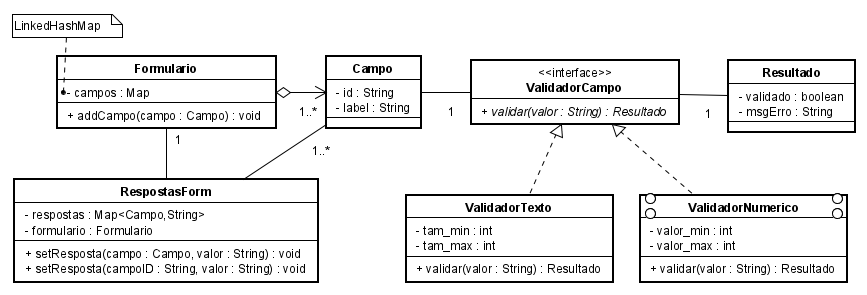 LinkedHashMap
Formulario
- campos : Map
+ addCampo(campo : Campo) : void
1..*
Campo
- id : String
- label : String
1
<<interface>>
ValidadorCampo
+ validar(valor : String) : Resultado
1
Resultado
- validado : boolean
- msgErro : String
1
1..*
RespostasForm
- respostas : Map<Campo,String>
- formulario : Formulario
+ setResposta(campo : Campo, valor : String) : void
+ setResposta(campoID : String, valor : String) : void
ValidadorTexto
- tam_min : int
- tam_max : int
+ validar(valor : String) : Resultado
ValidadorNumerico
- valor_min : int
- valor_max : int
+ validar(valor : String) : Resultado